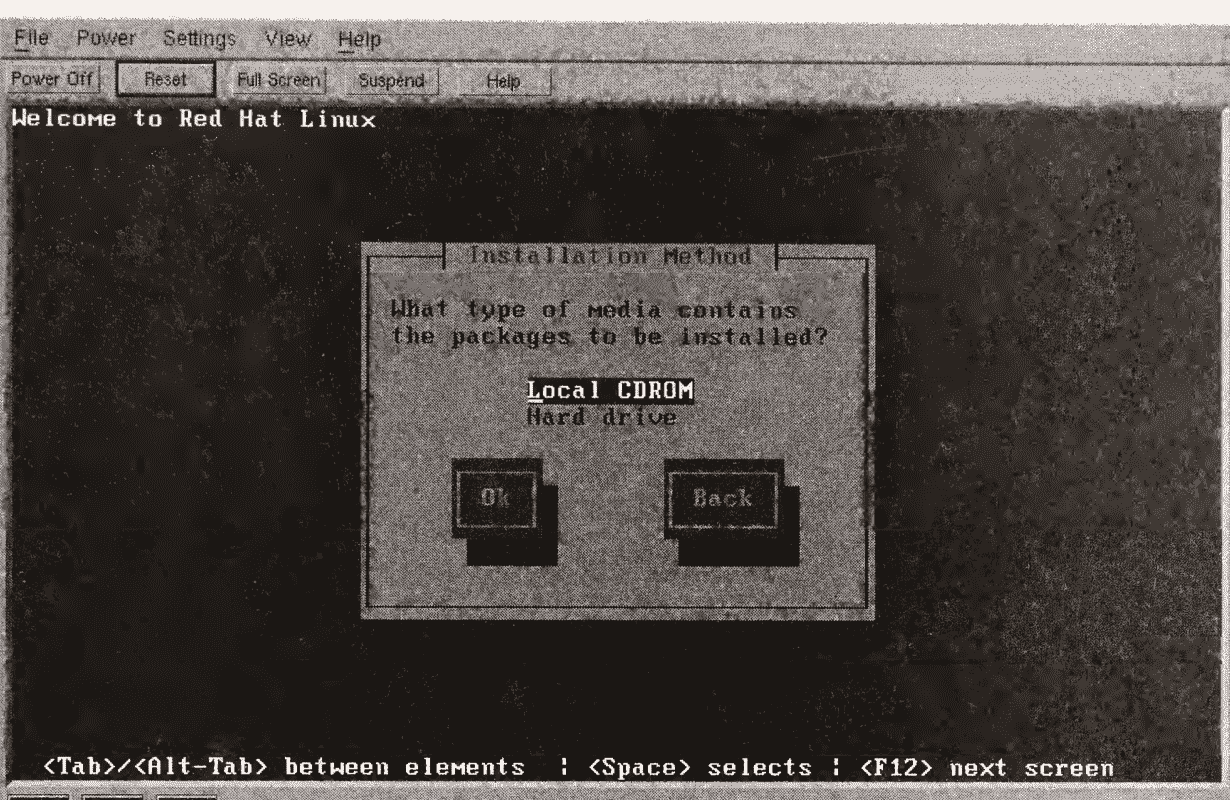 File Power Settings View Help
Power Off Reset Full Screen Suspend Help
Welcome to Red Hat Linux
Installation Method
What type of media contains
the packages to be installed?
Local CDROM
Hard drive
Ok Back
<Tab>/<Alt-Tab> between elements | <Space> selects | <F12> next screen